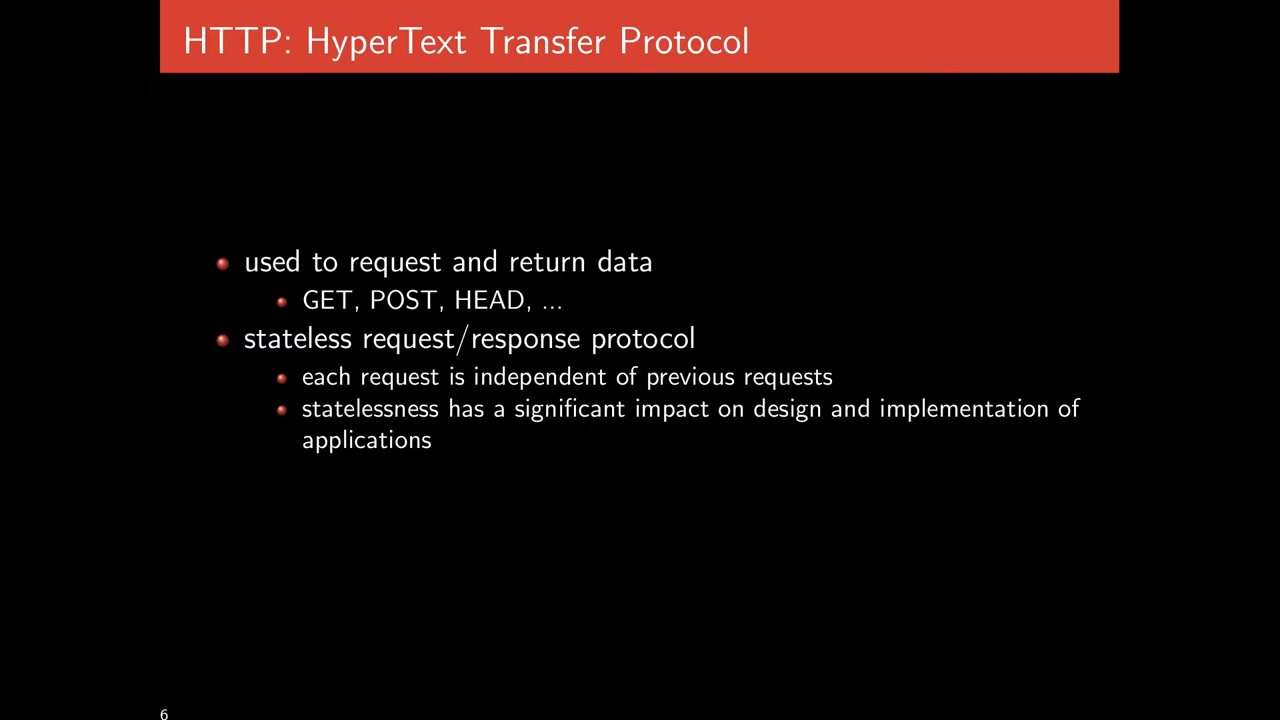 HTTP: HyperText Transfer Protocol
used to request and return data
GET, POST, HEAD, ...
stateless request/response protocol
each request is independent of previous requests
statelessness has a significant impact on design and implementation of
applications
6